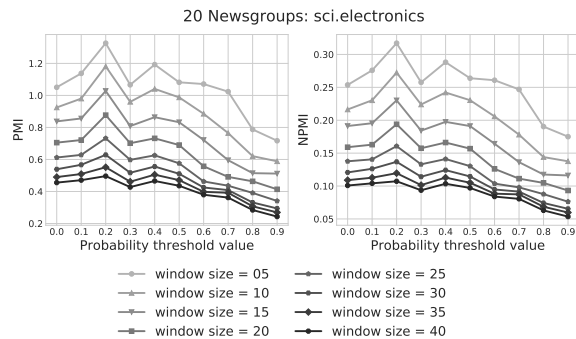 20 Newsgroups: sci.electronics
PMI
1.2
1.0
0.8
0.6
0.4
0.2
0.0 0.1 0.2 0.3 0.4 0.5 0.6 0.7 0.8 0.9
Probability threshold value
NPMI
0.30
0.25
0.20
0.15
0.10
0.05
0.0 0.1 0.2 0.3 0.4 0.5 0.6 0.7 0.8 0.9
Probability threshold value
window size = 05
window size = 10
window size = 15
window size = 20
window size = 25
window size = 30
window size = 35
window size = 40